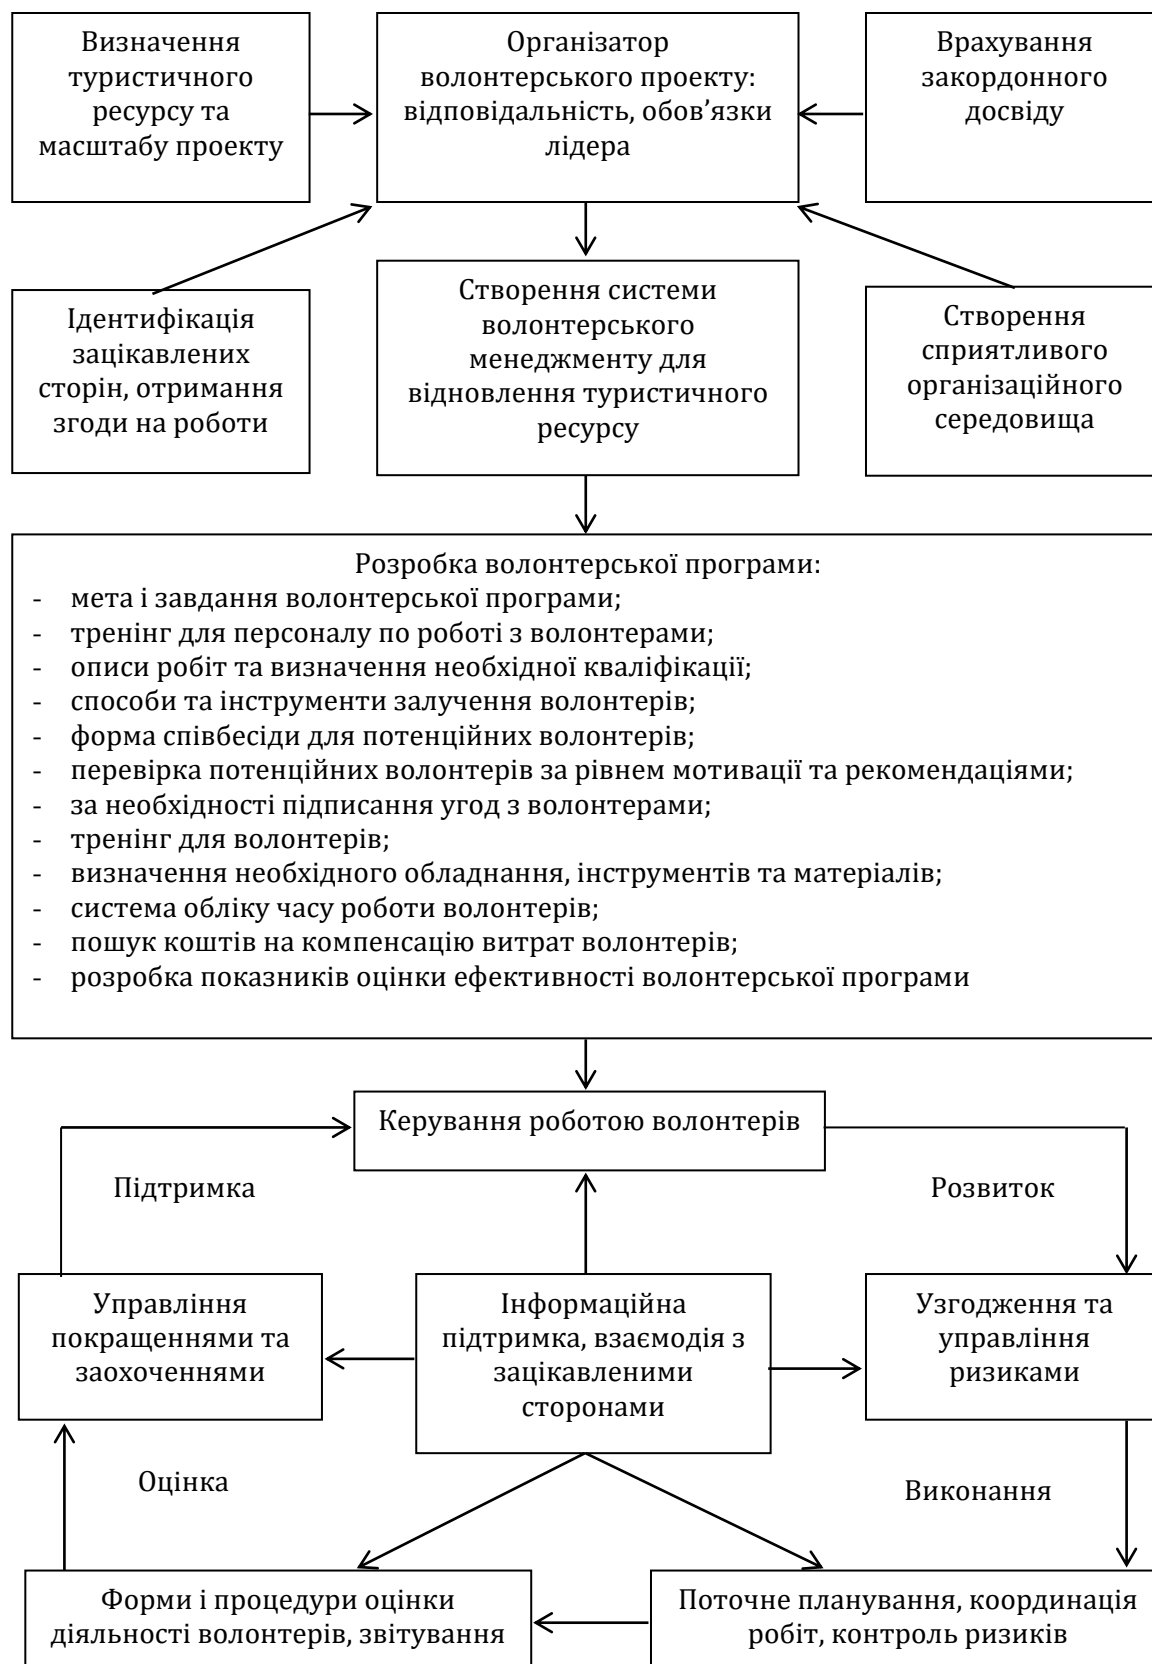 Визначення
туристичного
ресурсу та
масштабу проекту
Організатор
волонтерського проекту:
відповідальність, обов’язки
лідера
Врахування
закордонного
досвіду
Ідентифікація
зацікавлених
сторін, отримання
згоди на роботи
Створення системи
волонтерського
менеджменту для
відновлення туристичного
ресурсу
Створення
сприятливого
організаційного
середовища
Розробка волонтерської програми:
- мета і завдання волонтерської програми;
- тренінг для персоналу по роботі з волонтерами;
- описи робіт та визначення необхідної кваліфікації;
- способи та інструменти залучення волонтерів;
- форма співбесіди для потенційних волонтерів;
- перевірка потенційних волонтерів за рівнем мотивації та рекомендаціями;
- за необхідності підписання угод з волонтерами;
- тренінг для волонтерів;
- визначення необхідного обладнання, інструментів та матеріалів;
- система обліку часу роботи волонтерів;
- пошук коштів на компенсацію витрат волонтерів;
- розробка показників оцінки ефективності волонтерської програми
Керування роботою волонтерів
Підтримка
Розвиток
Управління
покращеннями та
заохоченнями
Інформаційна
підтримка, взаємодія з
зацікавленими
сторонами
Узгодження та
управління
ризиками
Оцінка
Виконання
Форми і процедури оцінки
діяльності волонтерів, звітування
Поточне планування, координація
робіт, контроль ризиків